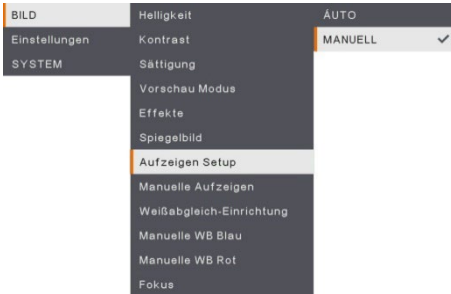 BILD
Einstellungen
SYSTEM
Helligkeit
Kontrast
Sättigung
Vorschau Modus
Effekte
Spiegelbild
Aufzeigen Setup
Manuelle Aufzeigen
Weißabgleich-Einrichtung
Manuelle WB Blau
Manuelle WB Rot
Fokus
ÁUTO
MANUELL ✓